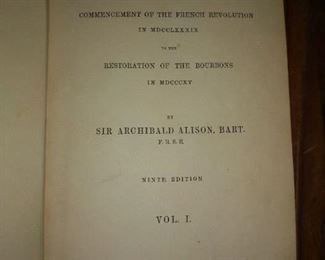 COMMENCEMENT OF THE FRENCH REVOLUTION
IN MDCCLXXXIX
TO THE
RESTORATION OF THE BOURBONS
IN MDCCCXV
BY
SIR ARCHIBALD ALISON, BART.
F.R.S.E.
NINTH EDITION
VOL. I.